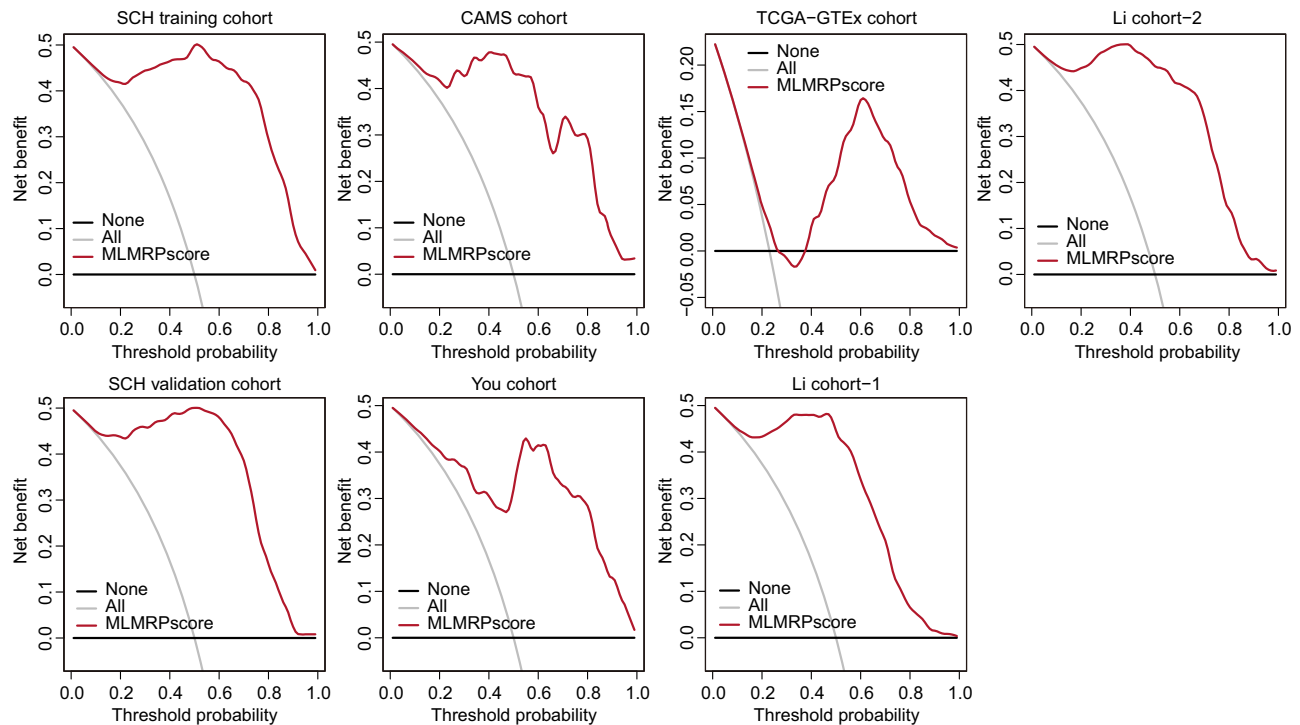 SCH training cohort
Net benefit
0.5
0.4
0.3
0.2
0.1
0.0
None
All
MLMRPscore
0.0 0.2 0.4 0.6 0.8 1.0
Threshold probability
CAMS cohort
Net benefit
0.5
0.4
0.3
0.2
0.1
0.0
None
All
MLMRPscore
0.0 0.2 0.4 0.6 0.8 1.0
Threshold probability
TCGA−GTEx cohort
Net benefit
0.20
0.15
0.10
0.05
0.00
−0.05
None
All
MLMRPscore
0.0 0.2 0.4 0.6 0.8 1.0
Threshold probability
Li cohort−2
Net benefit
0.5
0.4
0.3
0.2
0.1
0.0
None
All
MLMRPscore
0.0 0.2 0.4 0.6 0.8 1.0
Threshold probability
SCH validation cohort
Net benefit
0.5
0.4
0.3
0.2
0.1
0.0
None
All
MLMRPscore
0.0 0.2 0.4 0.6 0.8 1.0
Threshold probability
You cohort
Net benefit
0.5
0.4
0.3
0.2
0.1
0.0
None
All
MLMRPscore
0.0 0.2 0.4 0.6 0.8 1.0
Threshold probability
Li cohort−1
Net benefit
0.5
0.4
0.3
0.2
0.1
0.0
None
All
MLMRPscore
0.0 0.2 0.4 0.6 0.8 1.0
Threshold probability